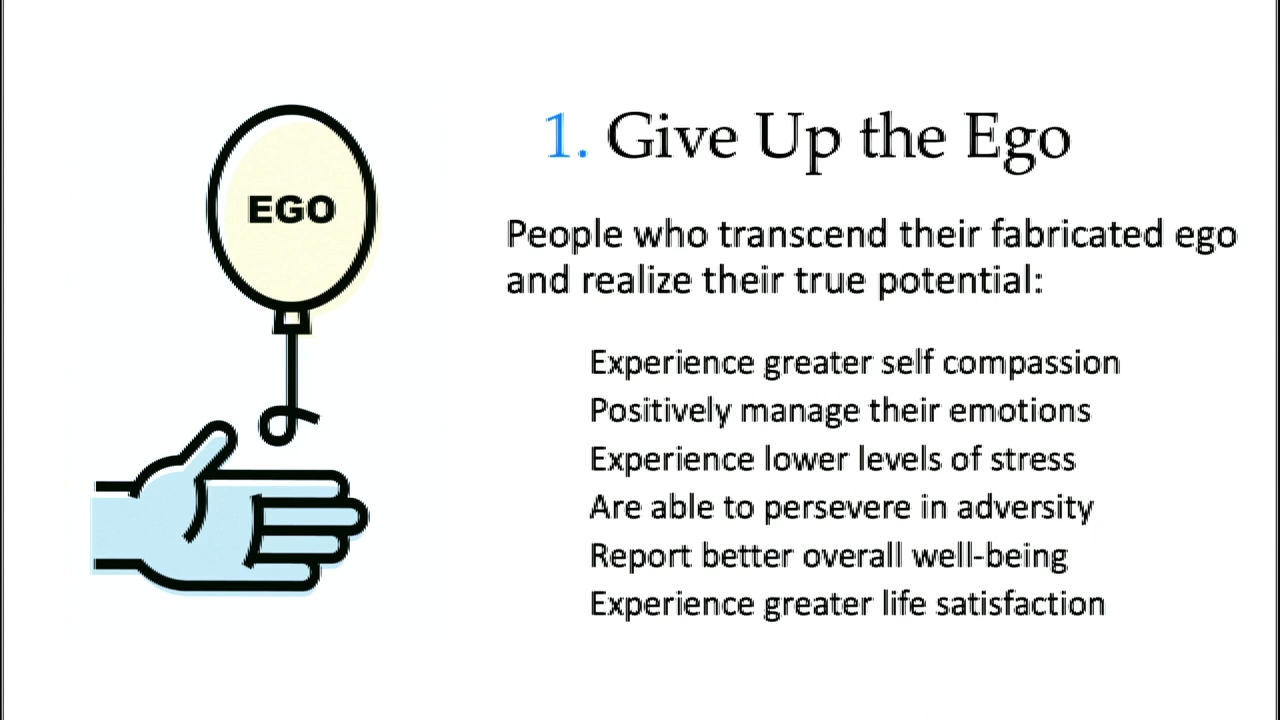 EGO
1. Give Up the Ego
People who transcend their fabricated ego
and realize their true potential:
Experience greater self compassion
Positively manage their emotions
Experience lower levels of stress
Are able to persevere in adversity
Report better overall well-being
Experience greater life satisfaction